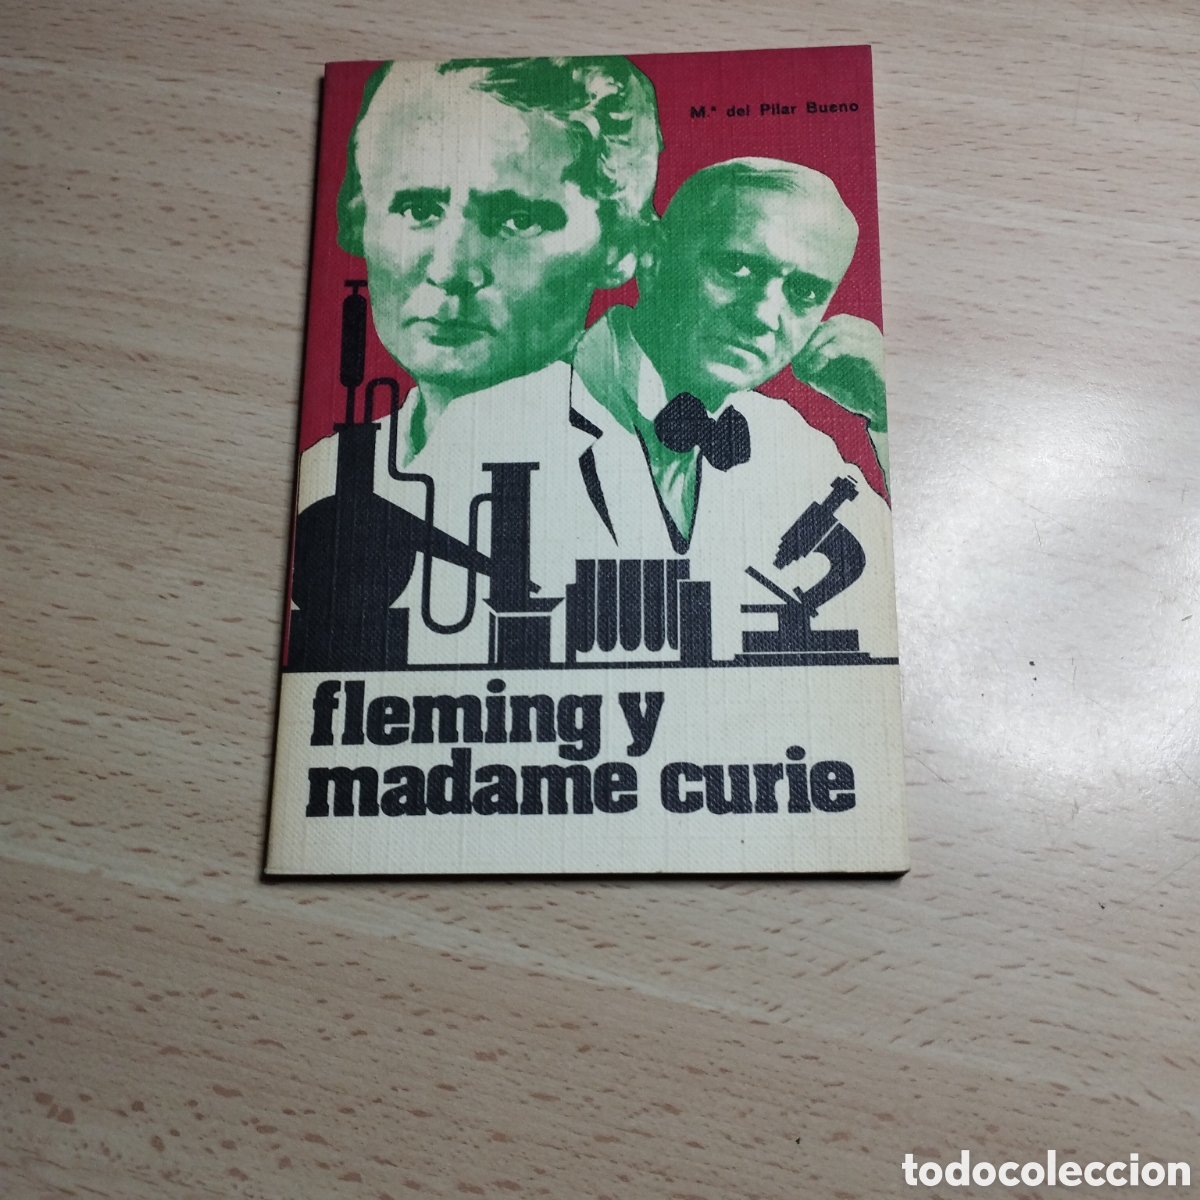 M.ª del Pilar Bueno
fleming y
madame curie
todocoleccion